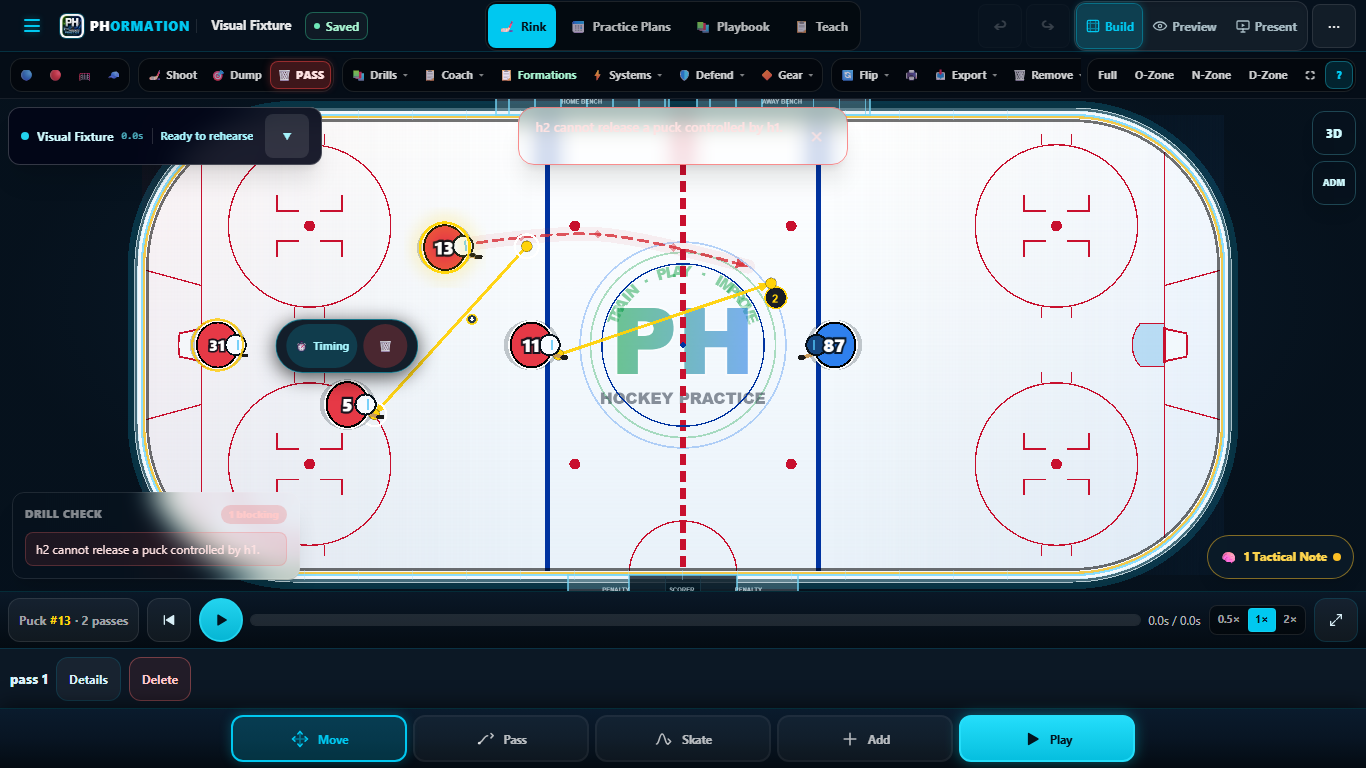 PH PHORMATION Visual Fixture Saved Rink Practice Plans Playbook Teach Build Preview Present ...
Shoot Dump PASS Drills Coach Formations Systems Defend Gear Flip Export Remove Full O-Zone N-Zone D-Zone ?
HOME BENCH AWAY BENCH
Visual Fixture 0.0s Ready to rehearse ▼
h2 cannot release a puck controlled by h1.
3D
ADM
13
TRAIN · PLAY · IMPROVE
2
PH
31 Timing 11 87
5
HOCKEY PRACTICE
DRILL CHECK 1 blocking
h2 cannot release a puck controlled by h1.
1 Tactical Note
PENALTY SCORER PENALTY
Puck #13 · 2 passes 0.0s / 0.0s 0.5× 1× 2×
pass 1 Details Delete
Move Pass Skate Add Play